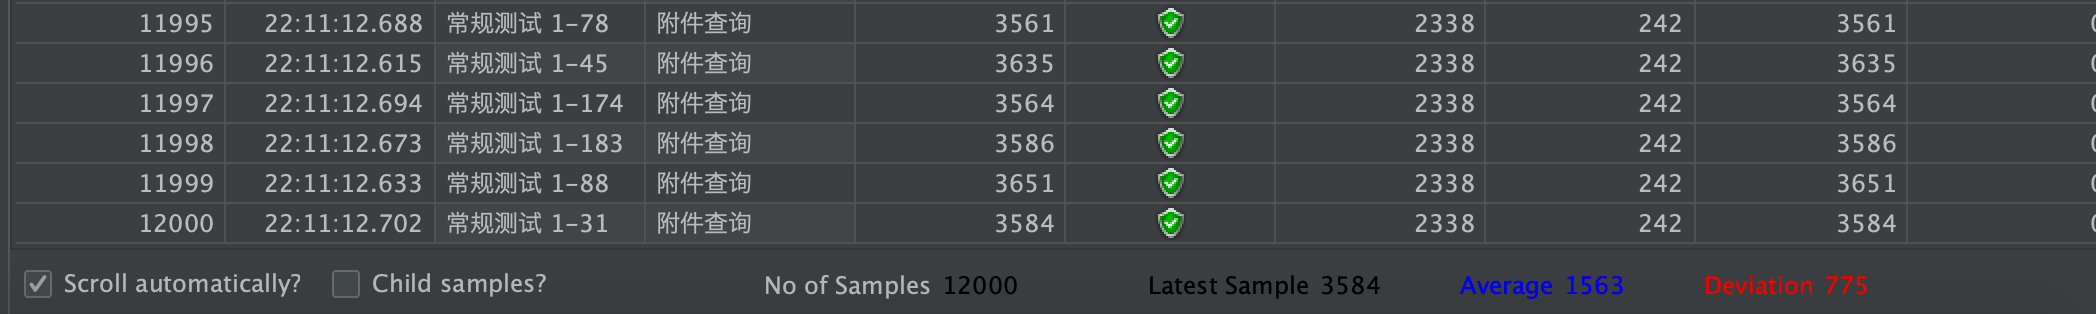 11995 22:11:12.688 常规测试 1-78 附件查询 3561 2338 242 3561
11996 22:11:12.615 常规测试 1-45 附件查询 3635 2338 242 3635
11997 22:11:12.694 常规测试 1-174 附件查询 3564 2338 242 3564
11998 22:11:12.673 常规测试 1-183 附件查询 3586 2338 242 3586
11999 22:11:12.633 常规测试 1-88 附件查询 3651 2338 242 3651
12000 22:11:12.702 常规测试 1-31 附件查询 3584 2338 242 3584
Scroll automatically? Child samples? No of Samples 12000 Latest Sample 3584 Average 1563 Deviation 775